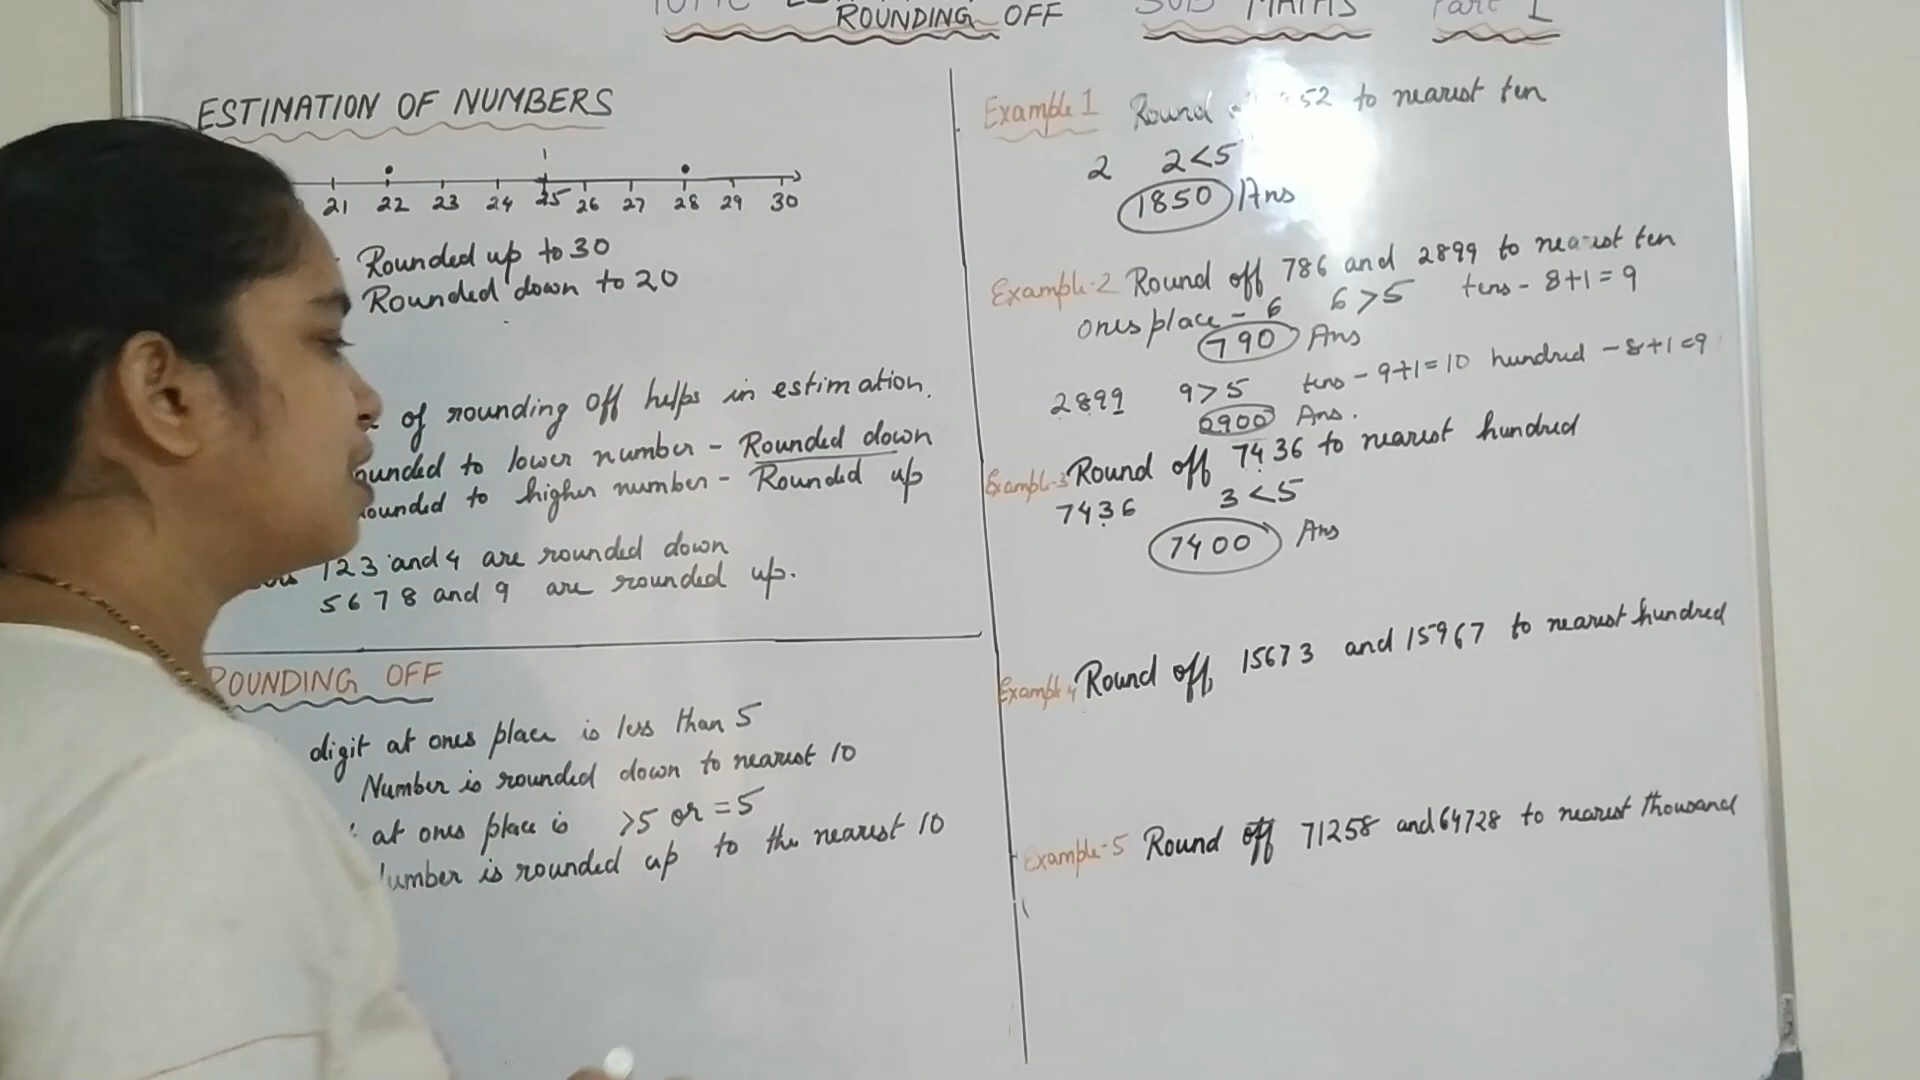 ROUNDING OFF SUB MATHS Part I
ESTIMATION OF NUMBERS
21 22 23 24 25 26 27 28 29 30
Rounded up to 30
Rounded down to 20
of rounding off helps in estimation.
ounded to lower number - Rounded down
ounded to higher number - Rounded up
1 2 3 and 4 are rounded down
5 6 7 8 and 9 are rounded up.
ROUNDING OFF
digit at ones place is less than 5
Number is rounded down to nearest 10
at ones place is >5 or =5
umber is rounded up to the nearest 10
Example 1 Round 52 to nearest ten
2 2<5
1850 Ans
Example-2 Round off 786 and 2899 to nearest ten
ones place - 6 6>5 tens - 8+1=9
790 Ans
2899 9>5 tens - 9+1=10 hundred - 8+1=9
2900 Ans.
Example-3 Round off 7436 to nearest hundred
7436 3<5
7400 Ans
Example 4 Round off 15673 and 15967 to nearest hundred
Example-5 Round off 71258 and 64728 to nearest thousand